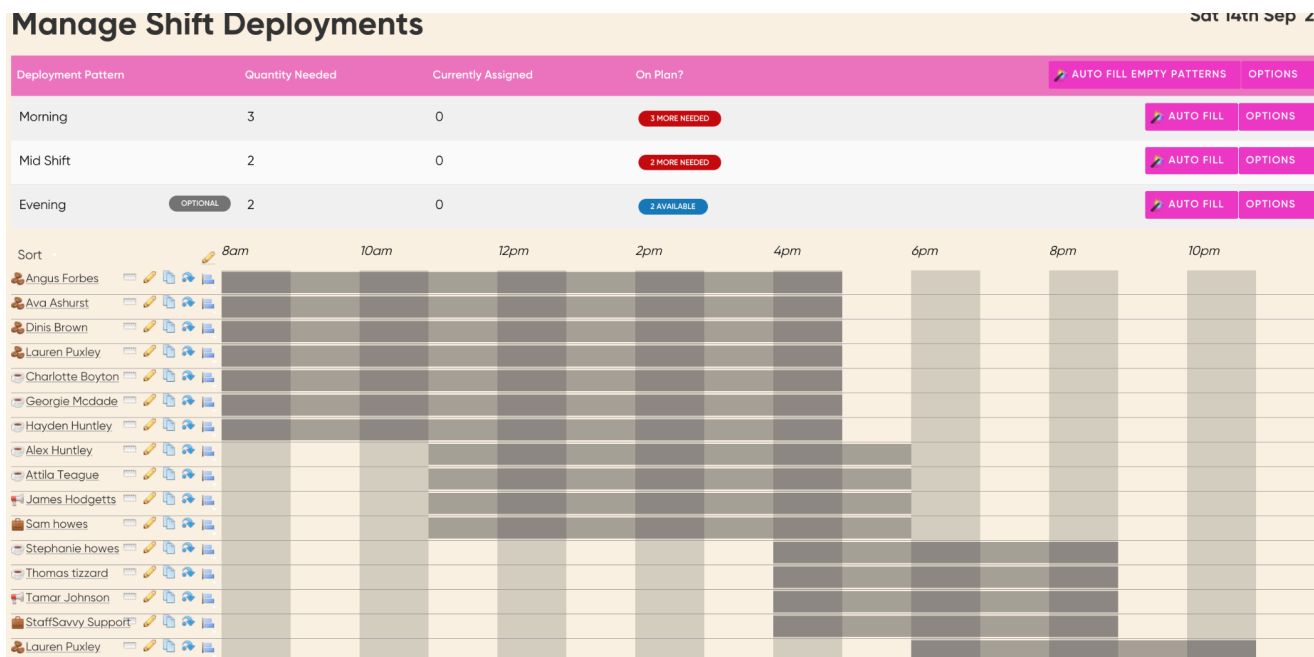 Manage Shift Deployments
Sat 14th Sep 2
Deployment Pattern Quantity Needed Currently Assigned On Plan? AUTO FILL EMPTY PATTERNS OPTIONS
Morning 3 0 3 MORE NEEDED AUTO FILL OPTIONS
Mid Shift 2 0 2 MORE NEEDED AUTO FILL OPTIONS
Evening OPTIONAL 2 0 2 AVAILABLE AUTO FILL OPTIONS
Sort 8am 10am 12pm 2pm 4pm 6pm 8pm 10pm
Angus Forbes
Ava Ashurst
Dinis Brown
Lauren Puxley
Charlotte Boyton
Georgie Mcdade
Hayden Huntley
Alex Huntley
Attila Teague
James Hodgetts
Sam howes
Stephanie howes
Thomas tizzard
Tamar Johnson
StaffSavvy Support
Lauren Puxley